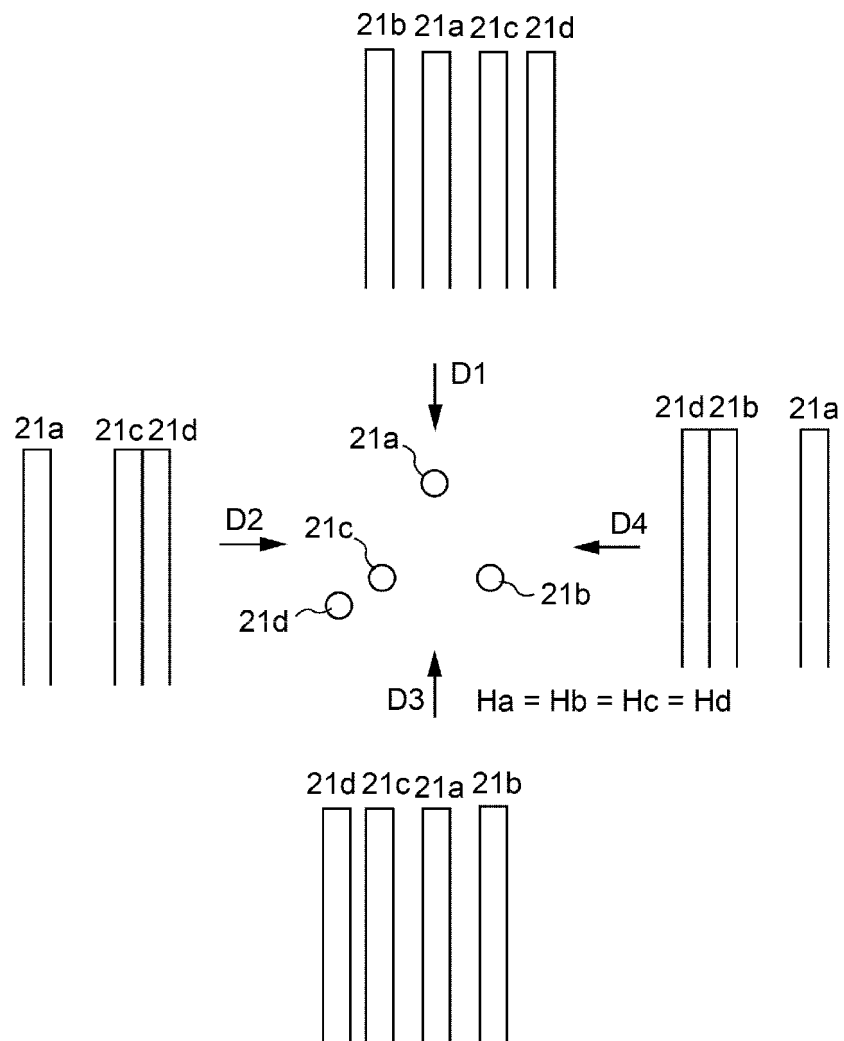 21b 21a 21c 21d
D1
21a 21c 21d
21d 21b 21a
21a
D2
21c
D4
21d
21b
D3
Ha = Hb = Hc = Hd
21d 21c 21a 21b